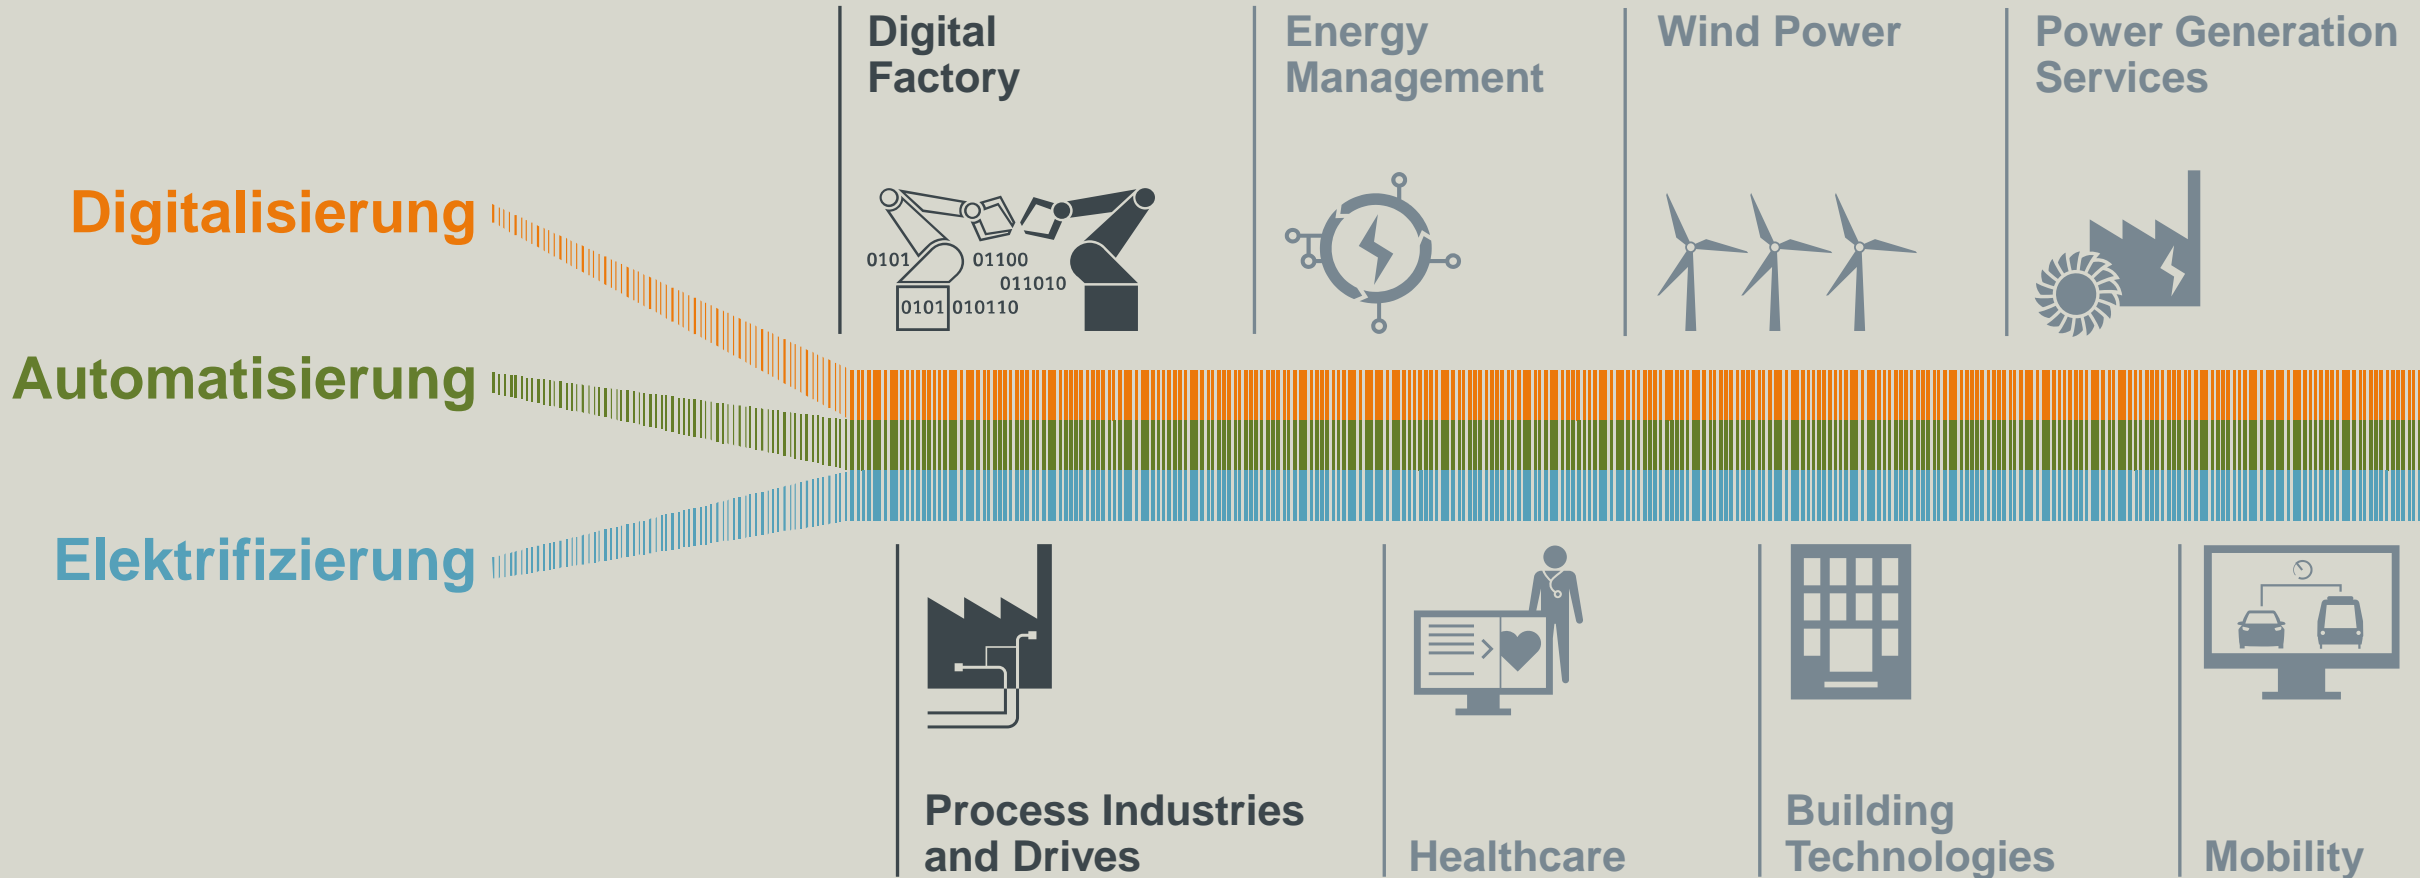 Digital
Factory
Energy
Management
Wind Power
Power Generation
Services
Digitalisierung
0101
01100
011010
0101
010110
Automatisierung
Elektrifizierung
Process Industries
and Drives
Healthcare
Building
Technologies
Mobility